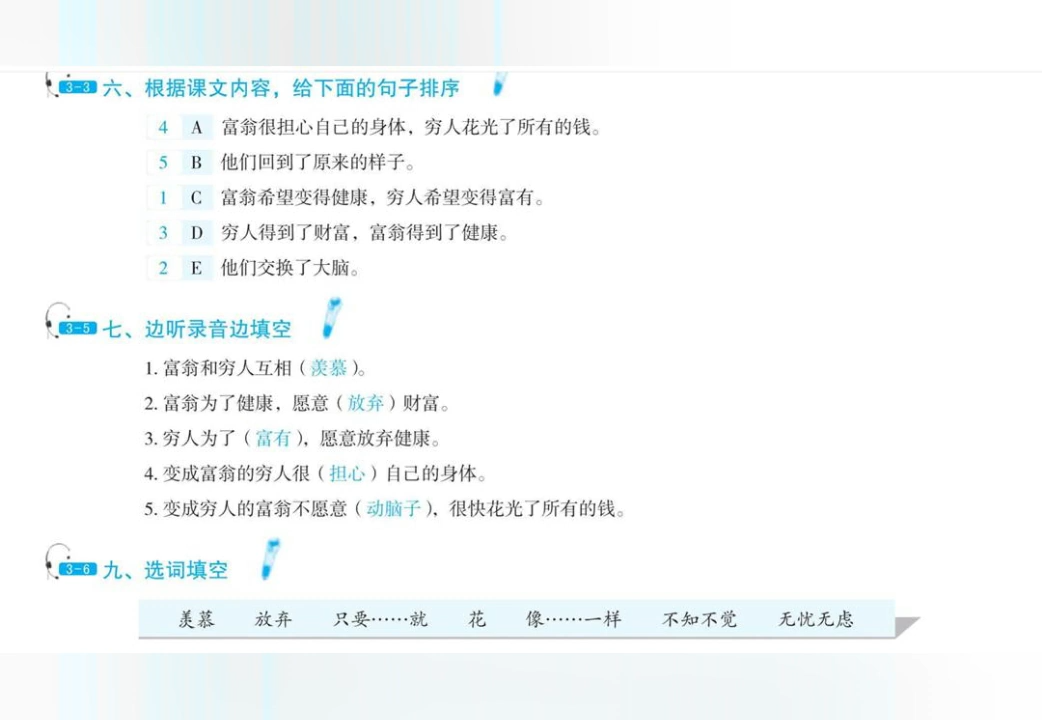 3-3 六、根据课文内容，给下面的句子排序
4 A 富翁很担心自己的身体，穷人花光了所有的钱。
5 B 他们回到了原来的样子。
1 C 富翁希望变得健康，穷人希望变得富有。
3 D 穷人得到了财富，富翁得到了健康。
2 E 他们交换了大脑。
3-5 七、边听录音边填空
1. 富翁和穷人互相（羡慕）。
2. 富翁为了健康，愿意（放弃）财富。
3. 穷人为了（富有），愿意放弃健康。
4. 变成富翁的穷人很（担心）自己的身体。
5. 变成穷人的富翁不愿意（动脑子），很快花光了所有的钱。
3-6 九、选词填空
羡慕 放弃 只要……就 花 像……一样 不知不觉 无忧无虑